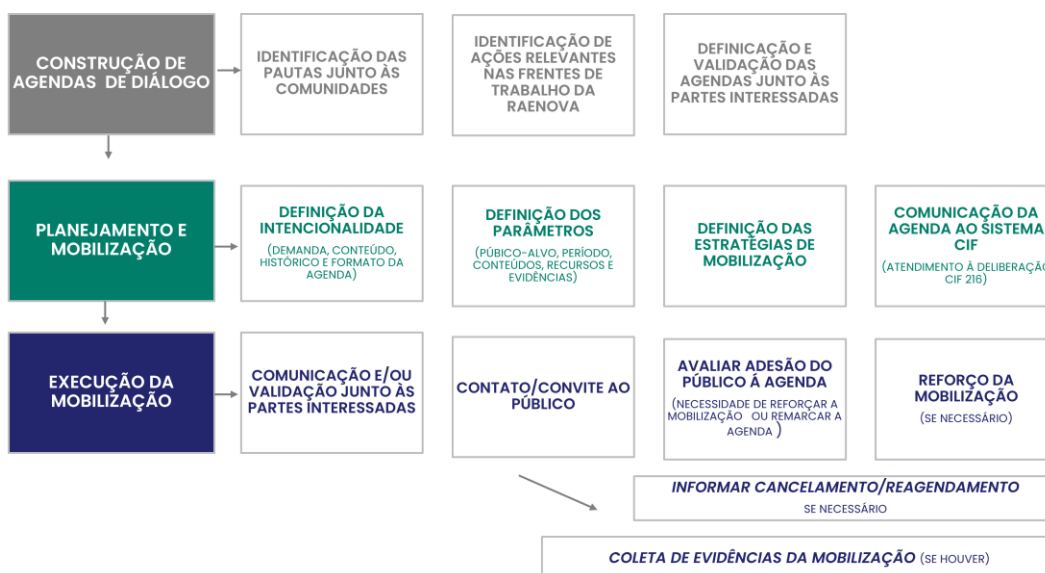 CONSTRUÇÃO DE
AGENDAS DE DIÁLOGO
IDENTIFICAÇÃO DAS
PAUTAS JUNTO ÀS
COMUNIDADES
IDENTIFICAÇÃO DE
AÇÕES RELEVANTES
NAS FRENTES DE
TRABALHO DA
RAENOVA
DEFINICAÇÃO E
VALIDAÇÃO DAS
AGENDAS JUNTO ÀS
PARTES INTERESSADAS
PLANEJAMENTO E
MOBILIZAÇÃO
DEFINIÇÃO DA
INTENCIONALIDADE
(DEMANDA, CONTEÚDO,
HISTÓRICO E FORMATO DA
AGENDA)
DEFINIÇÃO DOS
PARÂMETROS
(PÚBICO-ALVO, PERÍODO,
CONTEÚDOS, RECURSOS E
EVIDÊNCIAS)
DEFINIÇÃO DAS
ESTRATÉGIAS DE
MOBILIZAÇÃO
COMUNICAÇÃO DA
AGENDA AO SISTEMA
CIF
(ATENDIMENTO À DELIBERAÇÃO
CIF 216)
EXECUÇÃO DA
MOBILIZAÇÃO
COMUNICAÇÃO E/OU
VALIDAÇÃO JUNTO ÀS
PARTES INTERESSADAS
CONTATO/CONVITE AO
PÚBLICO
AVALIAR ADESÃO DO
PÚBLICO Á AGENDA
(NECESSIDADE DE REFORÇAR A
MOBILIZAÇÃO OU REMARCAR A
AGENDA )
REFORÇO DA
MOBILIZAÇÃO
(SE NECESSÁRIO)
INFORMAR CANCELAMENTO/REAGENDAMENTO
SE NECESSÁRIO
COLETA DE EVIDÊNCIAS DA MOBILIZAÇÃO (SE HOUVER)